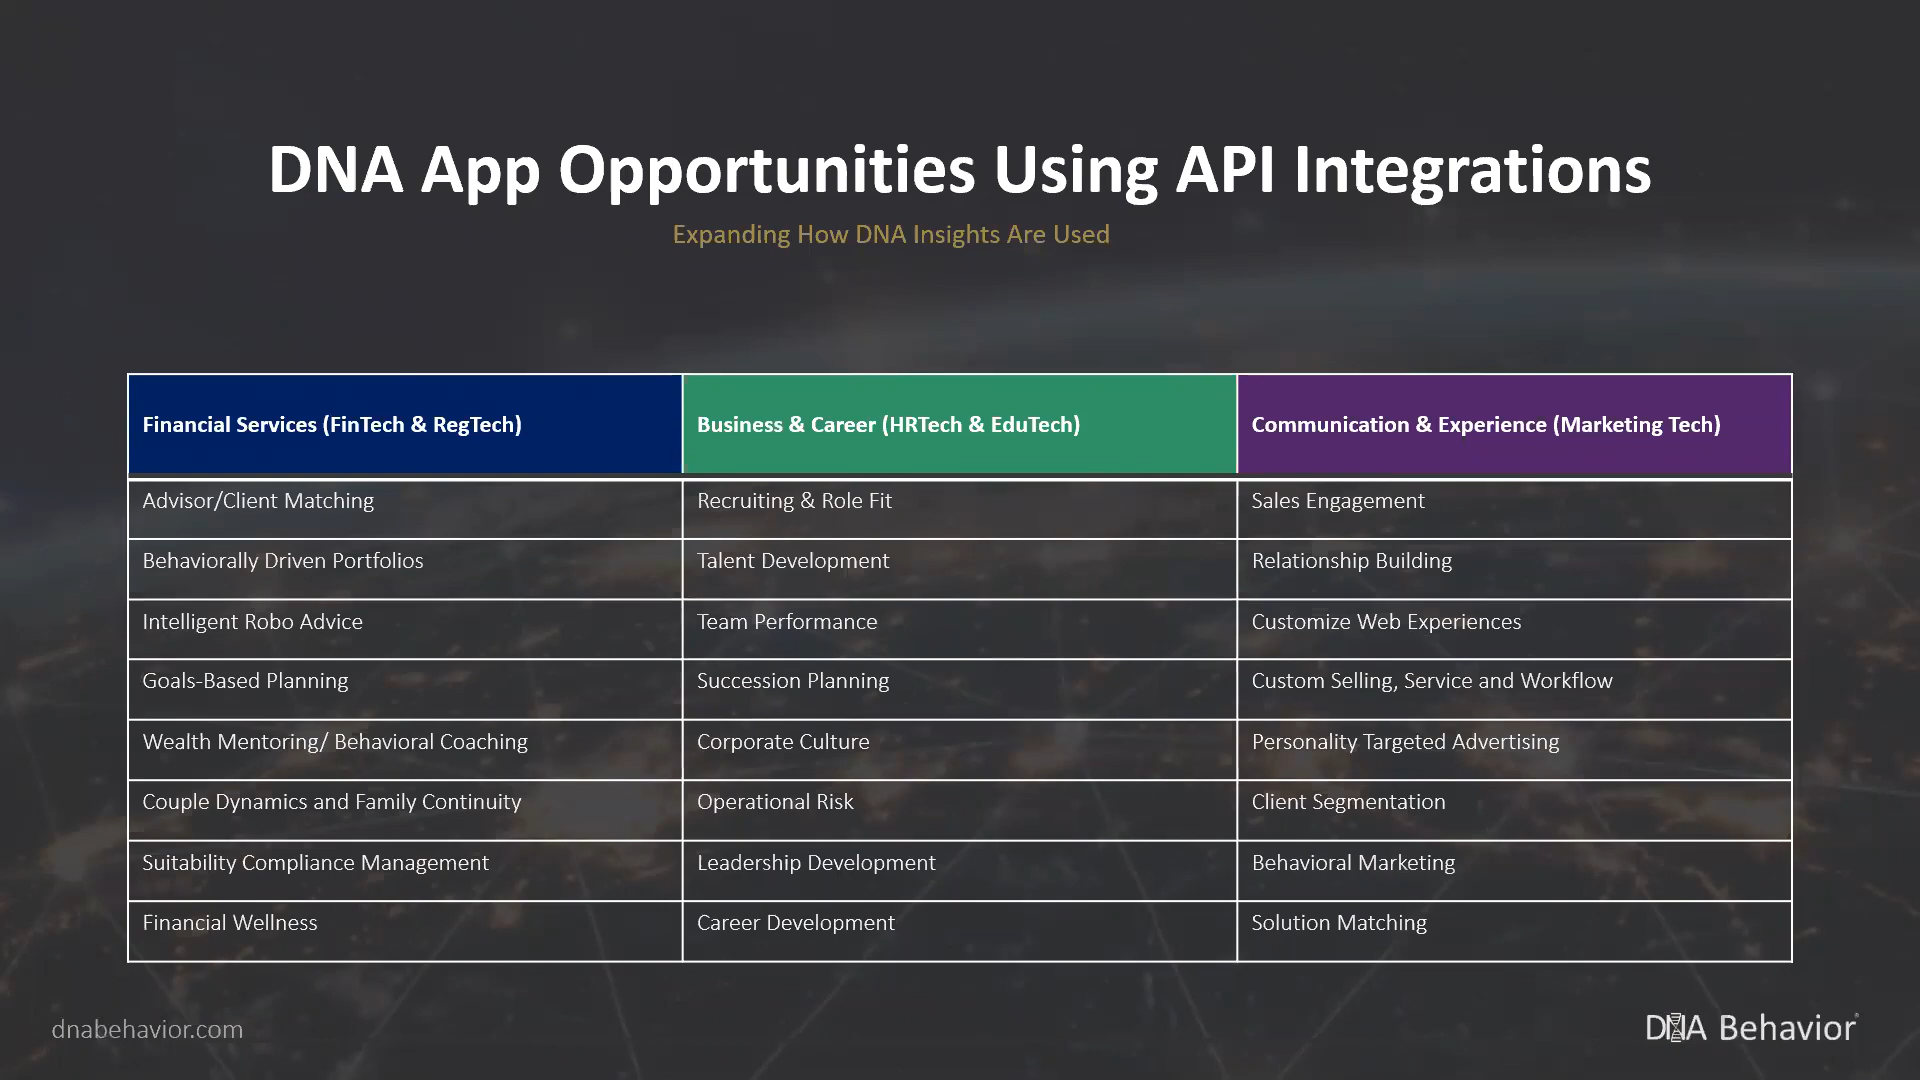 DNA App Opportunities Using API Integrations
Expanding How DNA Insights Are Used
Financial Services (FinTech & RegTech)
Business & Career (HRTech & EduTech)
Communication & Experience (Marketing Tech)
Advisor/Client Matching
Recruiting & Role Fit
Sales Engagement
Behaviorally Driven Portfolios
Talent Development
Relationship Building
Intelligent Robo Advice
Team Performance
Customize Web Experiences
Goals-Based Planning
Succession Planning
Custom Selling, Service and Workflow
Wealth Mentoring/ Behavioral Coaching
Corporate Culture
Personality Targeted Advertising
Couple Dynamics and Family Continuity
Operational Risk
Client Segmentation
Suitability Compliance Management
Leadership Development
Behavioral Marketing
Financial Wellness
Career Development
Solution Matching
dnabehavior.com
DNA Behavior®